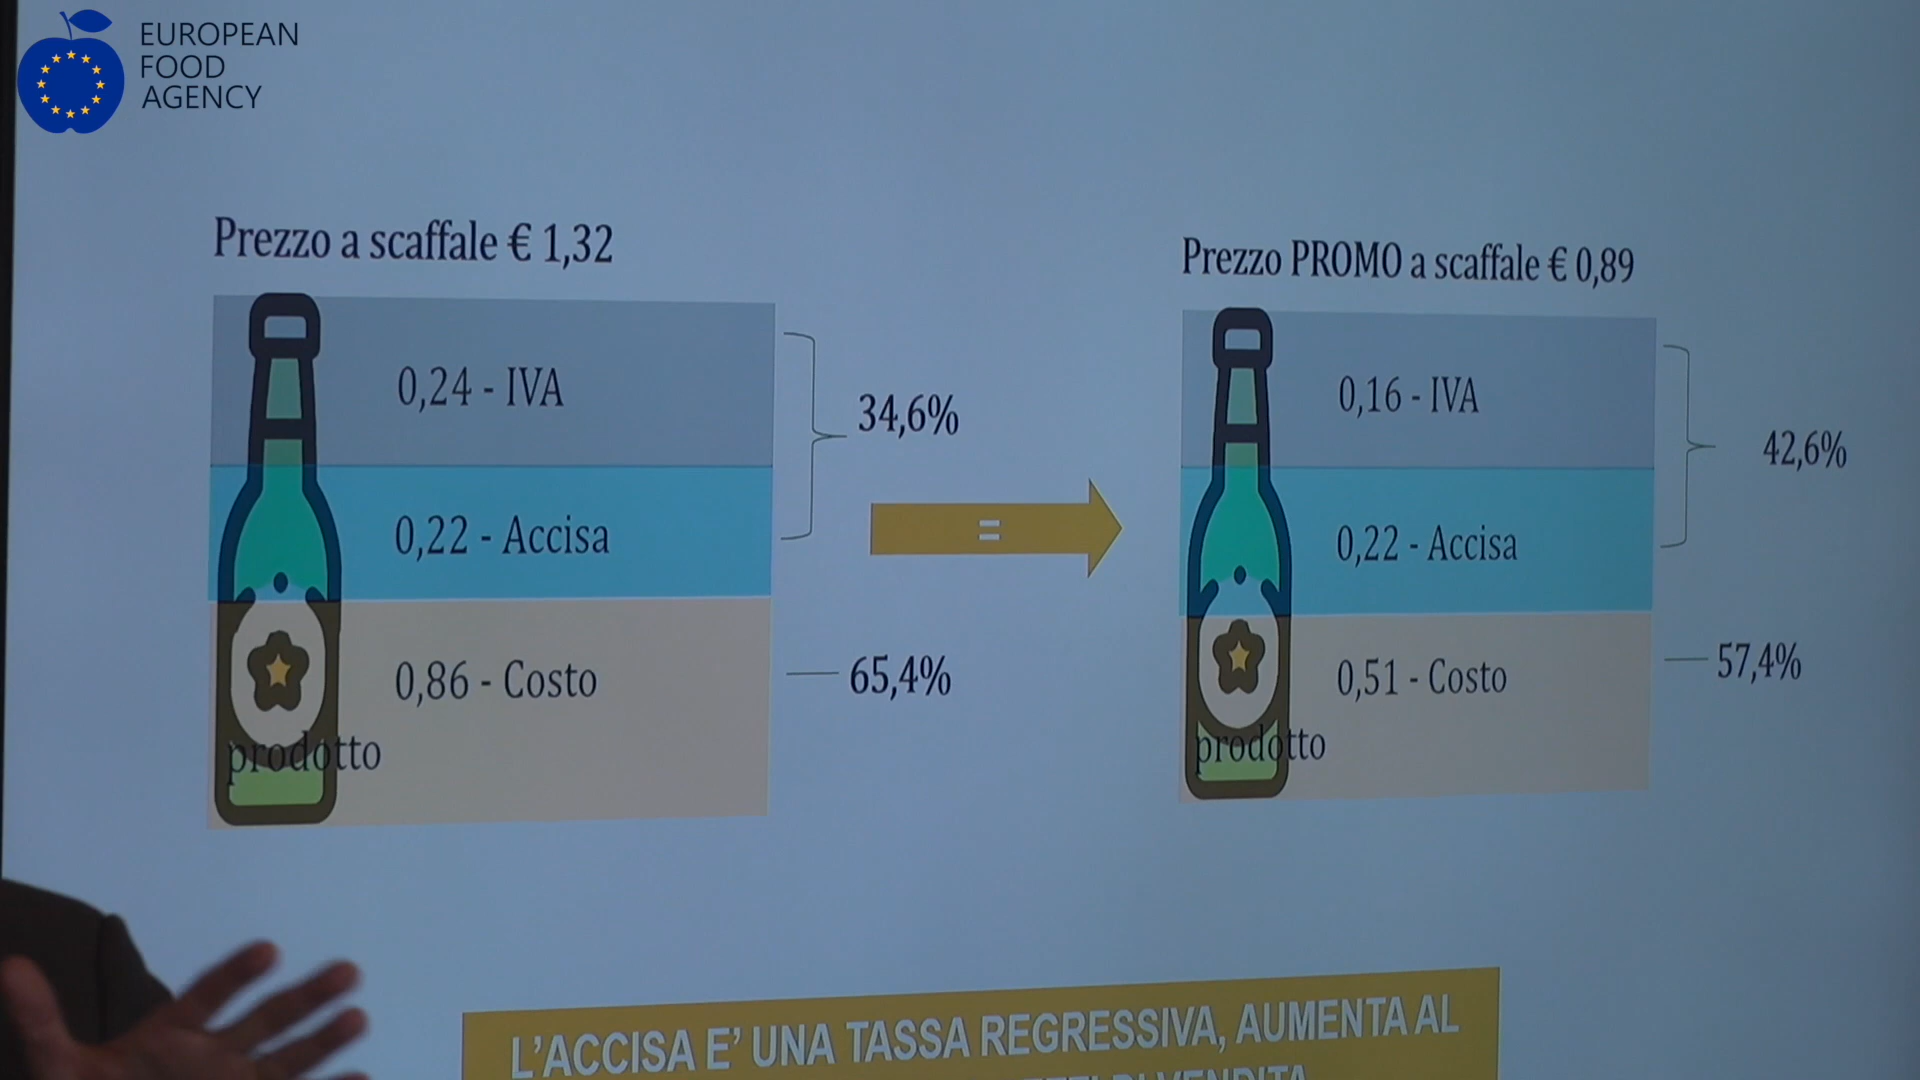 EUROPEAN
FOOD
AGENCY
Prezzo a scaffale € 1,32
0,24 - IVA
34,6%
0,22 - Accisa
0,86 - Costo
65,4%
prodotto
=
Prezzo PROMO a scaffale € 0,89
0,16 - IVA
42,6%
0,22 - Accisa
0,51 - Costo
57,4%
prodotto
L'ACCISA E' UNA TASSA REGRESSIVA, AUMENTA AL
DI VENDITA